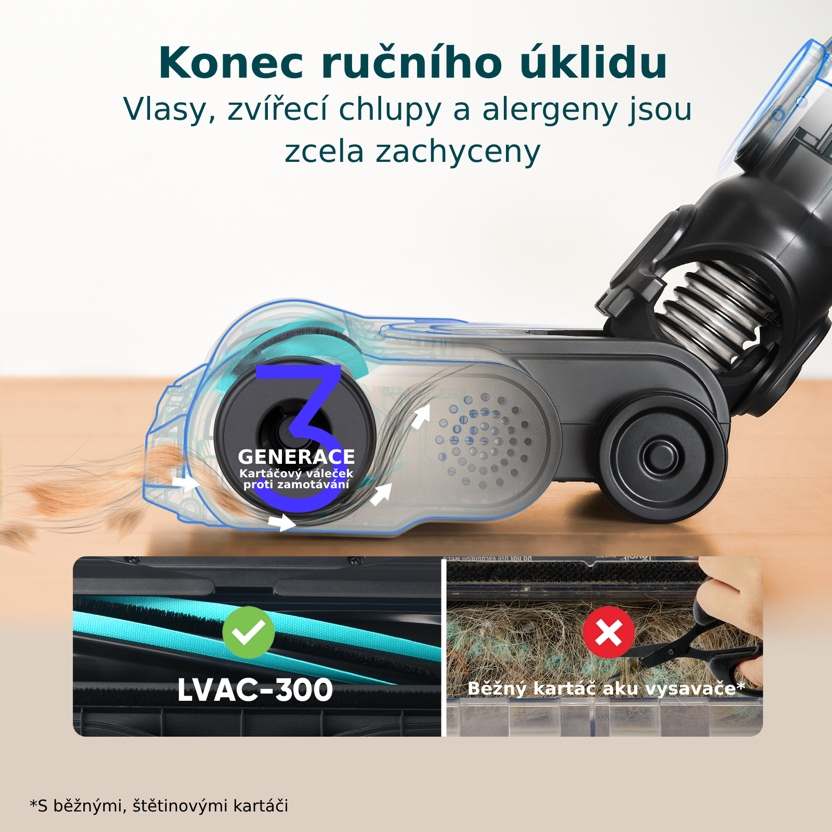 Konec ručního úklidu
Vlasy, zvířecí chlupy a alergeny jsou
zcela zachyceny
3
GENERACE
Kartáčový váleček
proti zamotávání
LVAC-300
Běžný kartáč aku vysavače*
*S běžnými, štětinovými kartáči